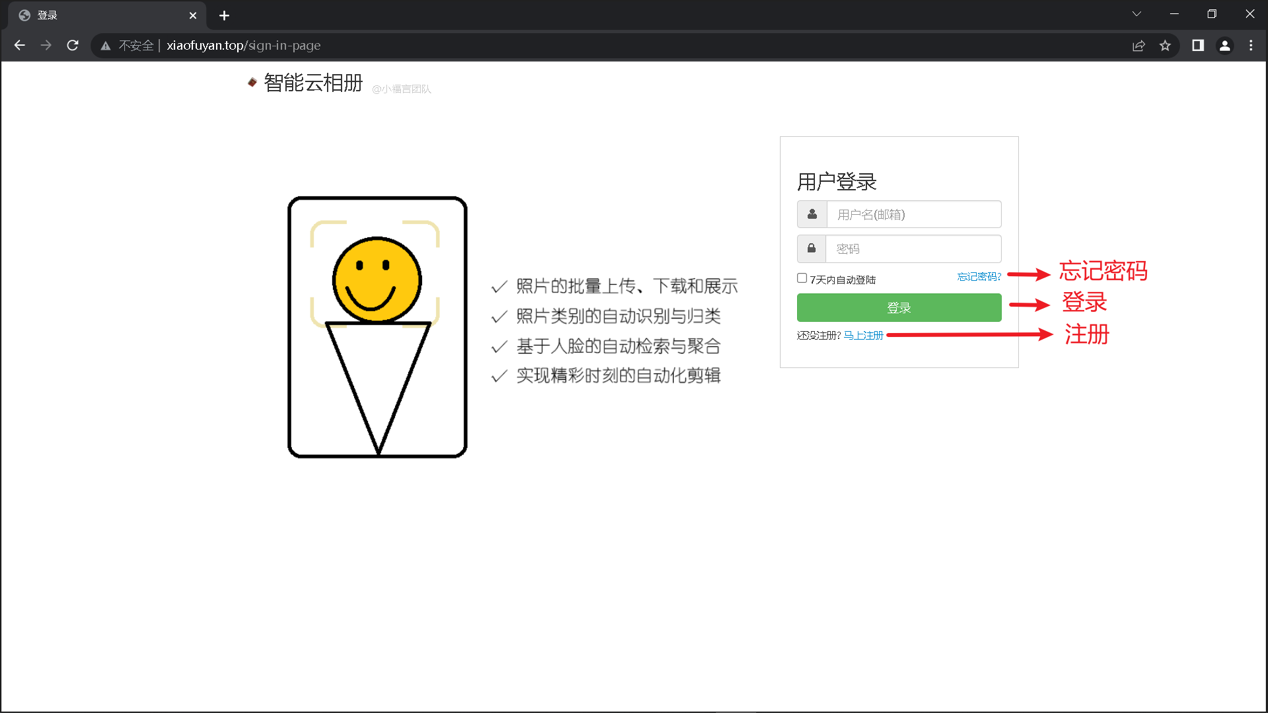 登录
不安全 | xiaofuyan.top/sign-in-page
智能云相册 @小福言团队
用户登录
用户名(邮箱)
密码
7天内自动登陆 忘记密码? 忘记密码
登录 登录
还没注册? 马上注册 注册
照片的批量上传、下载和展示
照片类别的自动识别与归类
基于人脸的自动检索与聚合
实现精彩时刻的自动化剪辑